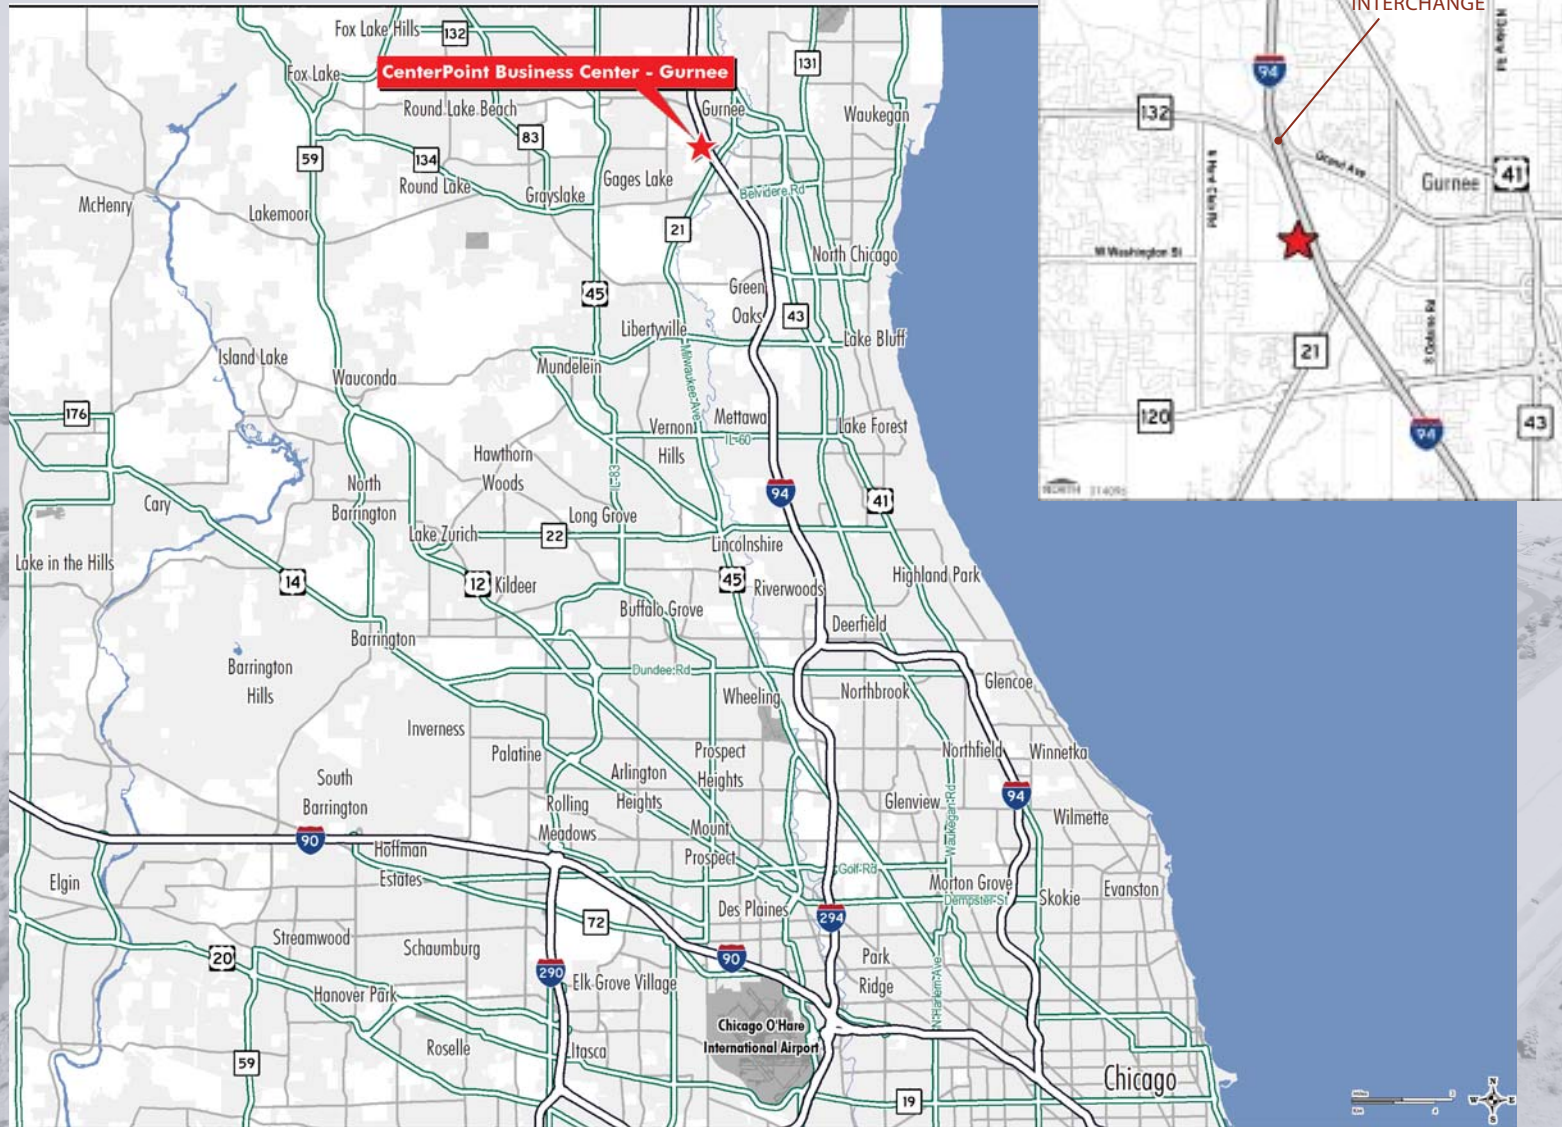 Fox Lake Hills
132
131
Fox Lake
CenterPoint Business Center - Gurnee
Round Lake Beach
Gurnee
Waukegan
83
59
134
Round Lake
Gages Lake
Grayslake
Belvidere Rd
McHenry
Lakemoor
21
North Chicago
Green
Oaks
45
43
Libertyville
Lake Bluff
Island Lake
Mundelein
Milwaukee Ave
Wauconda
176
Mettawa
Vernon
Hills
IL-60
Lake Forest
Hawthorn
Woods
IL-83
North
Barrington
94
41
Cary
Long Grove
Lake Zurich
22
Lincolnshire
Lake in the Hills
14
12
Kildeer
45
Riverwoods
Highland Park
Buffalo Grove
Deerfield
Barrington
Barrington
Hills
Dundee Rd
Glencoe
Wheeling
Northbrook
Inverness
Palatine
Prospect
Heights
Northfield
Winnetka
South
Barrington
Arlington
Heights
Rolling
Meadows
Glenview
Waukegan Rd
94
Wilmette
Mount
Prospect
90
Hoffman
Estates
Golf Rd
Elgin
Morton Grove
Dempster St
Skokie
Evanston
Des Plaines
294
72
Streamwood
Schaumburg
20
90
Park
Ridge
290
Elk Grove Village
N Harlem Ave
Hanover Park
Chicago O'Hare
International Airport
Roselle
Itasca
59
Chicago
19
N
W
E
S
INTERCHANGE
94
132
Grand Ave
Gurnee
41
W Washington St
21
120
43
94
NORTH